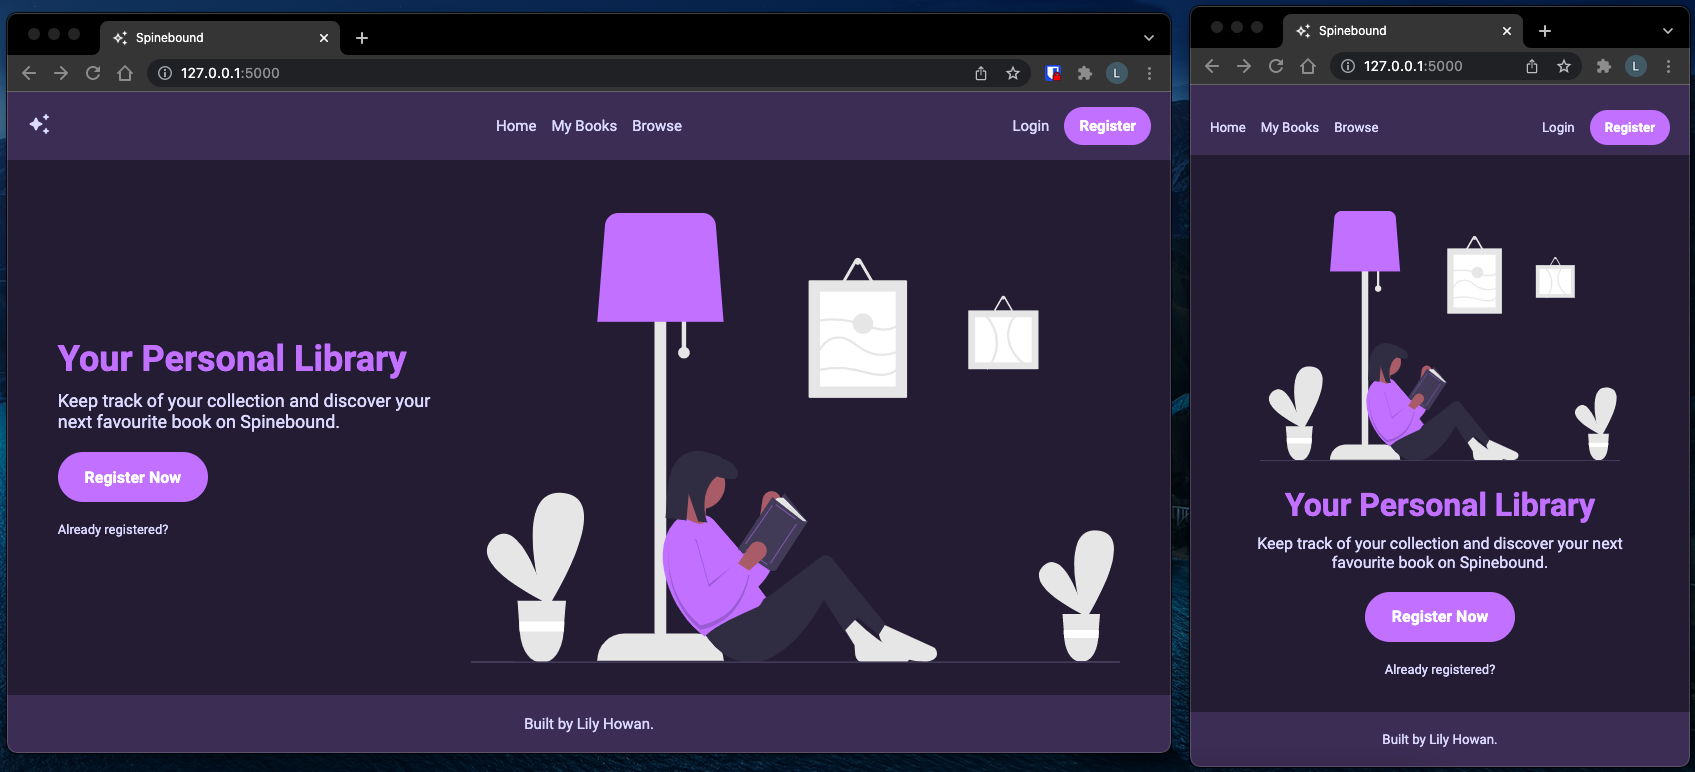 Spinebound
127.0.0.1:5000
L
Home My Books Browse
Login Register
Your Personal Library
Keep track of your collection and discover your
next favourite book on Spinebound.
Register Now
Already registered?
Built by Lily Howan.
Spinebound
127.0.0.1:5000
L
Home My Books Browse
Login Register
Your Personal Library
Keep track of your collection and discover your next
favourite book on Spinebound.
Register Now
Already registered?
Built by Lily Howan.